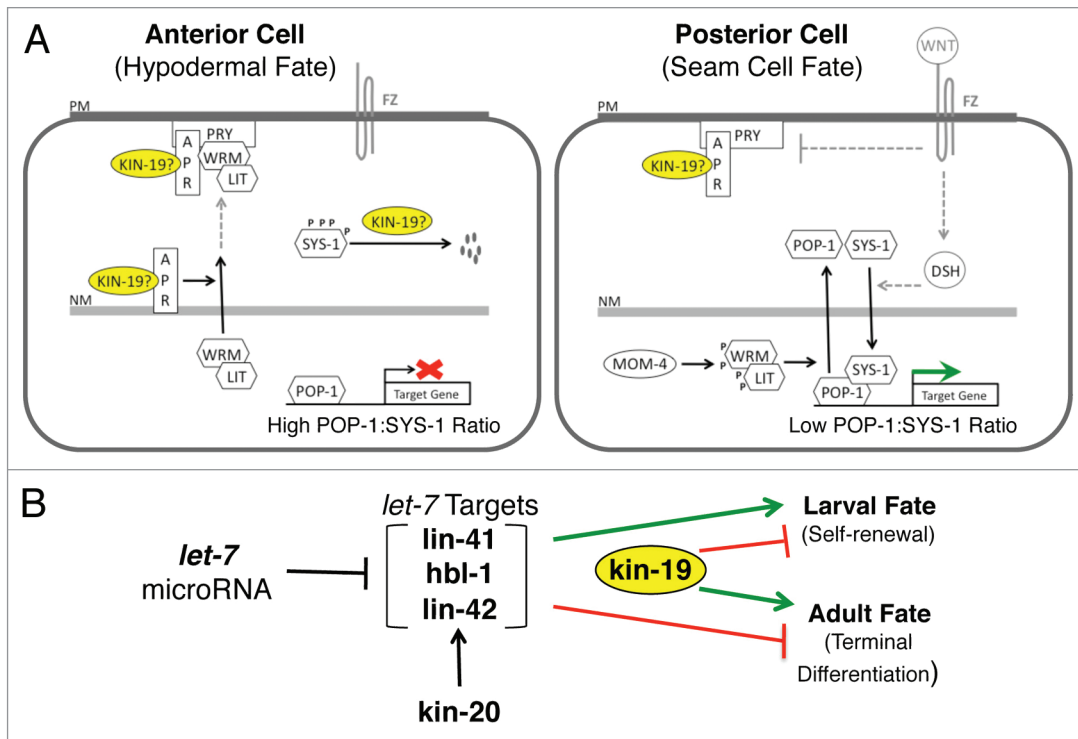 A
Anterior Cell
(Hypodermal Fate)
PM
FZ
PRY
A
P
R
KIN-19?
WRM
LIT
P P P P
SYS-1
KIN-19?
A
P
R
KIN-19?
NM
WRM
LIT
POP-1
Target Gene
High POP-1:SYS-1 Ratio
Posterior Cell
(Seam Cell Fate)
WNT
PM
FZ
PRY
A
P
R
KIN-19?
POP-1
SYS-1
DSH
NM
MOM-4
P
P
WRM
P
P
LIT
SYS-1
POP-1
Target Gene
Low POP-1:SYS-1 Ratio
B
let-7
microRNA
let-7 Targets
lin-41
hbl-1
lin-42
kin-20
kin-19
Larval Fate
(Self-renewal)
Adult Fate
(Terminal
Differentiation)